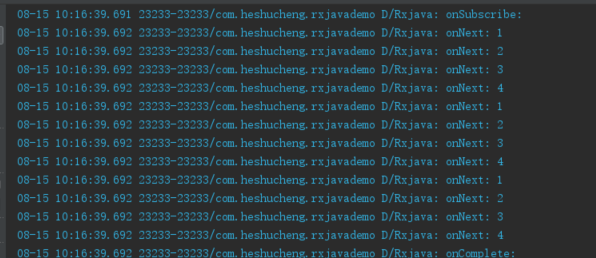 08-15 10:16:39.691 23233-23233/com.heshucheng.rxjavademo D/Rxjava: onSubscribe:
08-15 10:16:39.692 23233-23233/com.heshucheng.rxjavademo D/Rxjava: onNext: 1
08-15 10:16:39.692 23233-23233/com.heshucheng.rxjavademo D/Rxjava: onNext: 2
08-15 10:16:39.692 23233-23233/com.heshucheng.rxjavademo D/Rxjava: onNext: 3
08-15 10:16:39.692 23233-23233/com.heshucheng.rxjavademo D/Rxjava: onNext: 4
08-15 10:16:39.692 23233-23233/com.heshucheng.rxjavademo D/Rxjava: onNext: 1
08-15 10:16:39.692 23233-23233/com.heshucheng.rxjavademo D/Rxjava: onNext: 2
08-15 10:16:39.692 23233-23233/com.heshucheng.rxjavademo D/Rxjava: onNext: 3
08-15 10:16:39.692 23233-23233/com.heshucheng.rxjavademo D/Rxjava: onNext: 4
08-15 10:16:39.692 23233-23233/com.heshucheng.rxjavademo D/Rxjava: onNext: 1
08-15 10:16:39.692 23233-23233/com.heshucheng.rxjavademo D/Rxjava: onNext: 2
08-15 10:16:39.692 23233-23233/com.heshucheng.rxjavademo D/Rxjava: onNext: 3
08-15 10:16:39.692 23233-23233/com.heshucheng.rxjavademo D/Rxjava: onNext: 4
08-15 10:16:39.692 23233-23233/com.heshucheng.rxjavademo D/Rxjava: onComplete: